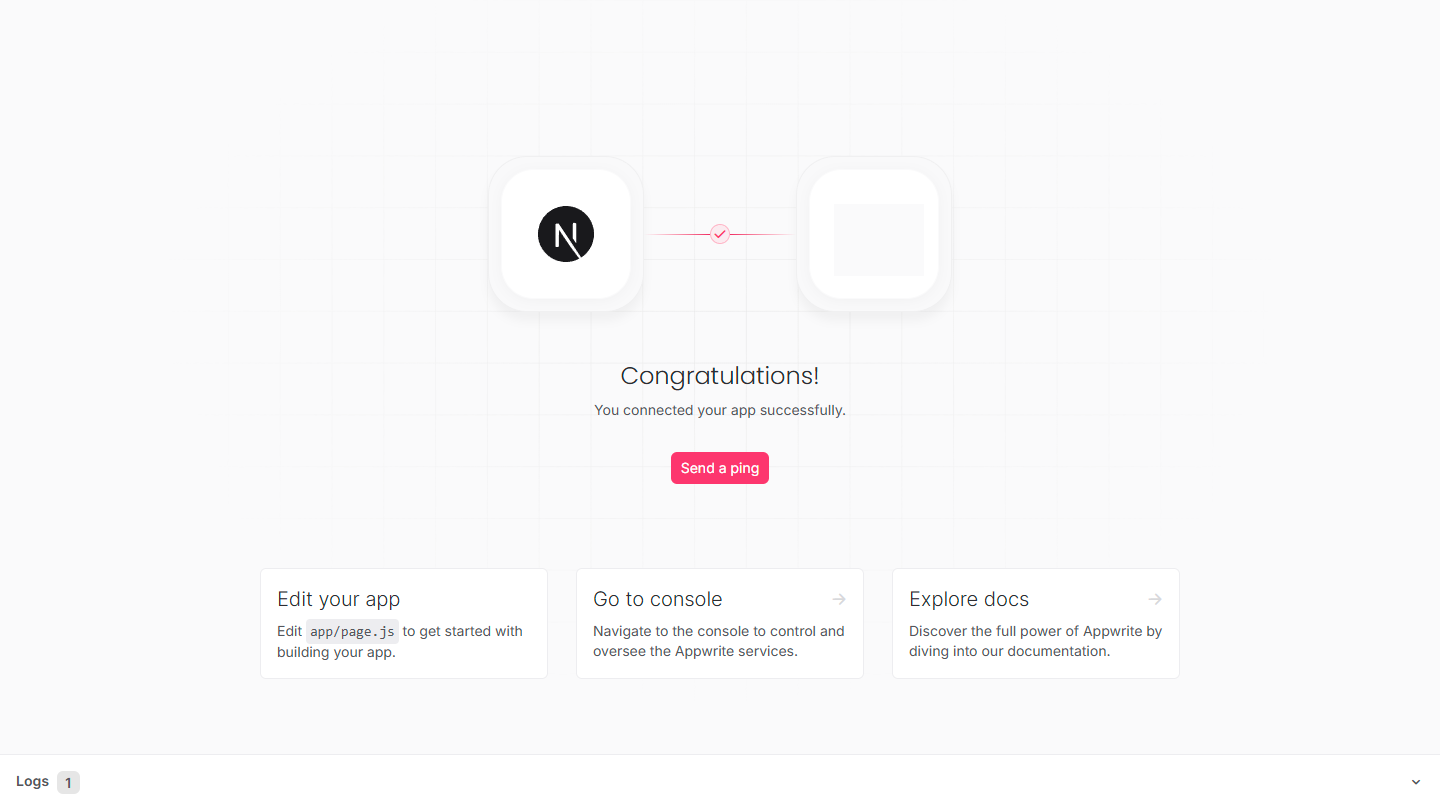 N
Congratulations!
You connected your app successfully.
Send a ping
Edit your app
Edit app/page.js to get started with
building your app.
Go to console
Navigate to the console to control and
oversee the Appwrite services.
Explore docs
Discover the full power of Appwrite by
diving into our documentation.
Logs 1